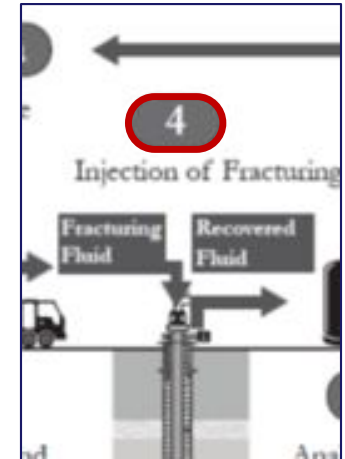 4
Injection of Fracturing
Fracturing
Fluid
Recovered
Fluid